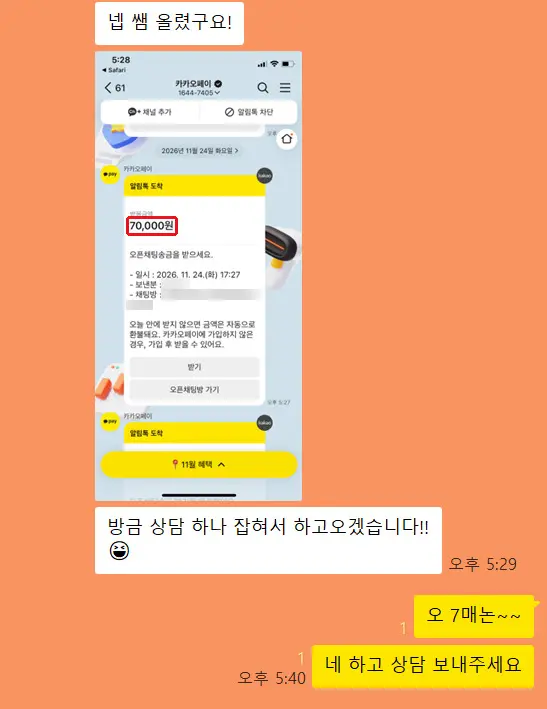 넵 쌤 올렸구요!
5:28
Safari
61
카카오페이
1644-7405
채널 추가
알림톡 차단
2026년 11월 24일 화요일
카카오페이
pay
알림톡 도착
kakao
받을금액
70,000원
오픈채팅송금을 받으세요.
- 일시 : 2026. 11. 24.(화) 17:27
- 보낸분 :
- 채팅방 :
오늘 안에 받지 않으면 금액은 자동으로
환불돼요. 카카오페이에 가입하지 않은
경우, 가입 후 받을 수 있어요.
받기
오픈채팅방 가기
오후 5:27
카카오페이
pay
알림톡 도착
kakao
11월 혜택
방금 상담 하나 잡혀서 하고오겠습니다!!
😆
오후 5:29
오 7매논~~
1
1
네 하고 상담 보내주세요
오후 5:40